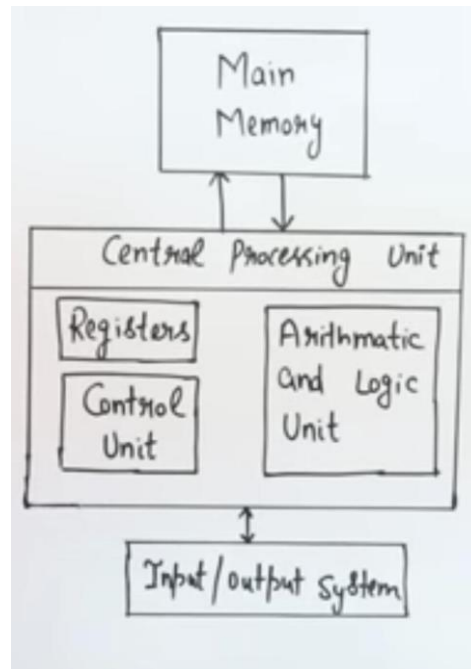 Main
Memory
Central Processing Unit
Registers
Control
Unit
Arithmatic
and Logic
Unit
Input/output System